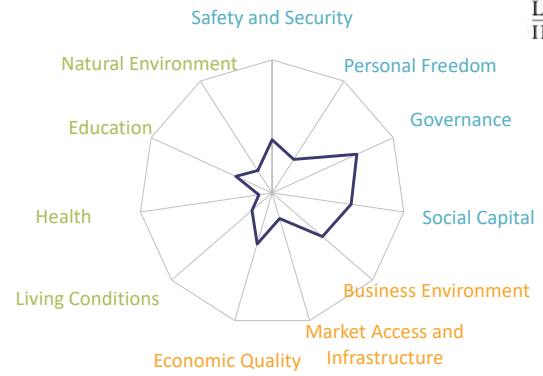 Safety and Security
Natural Environment
Personal Freedom
Education
Governance
Health
Social Capital
Living Conditions
Business Environment
Market Access and
Infrastructure
Economic Quality